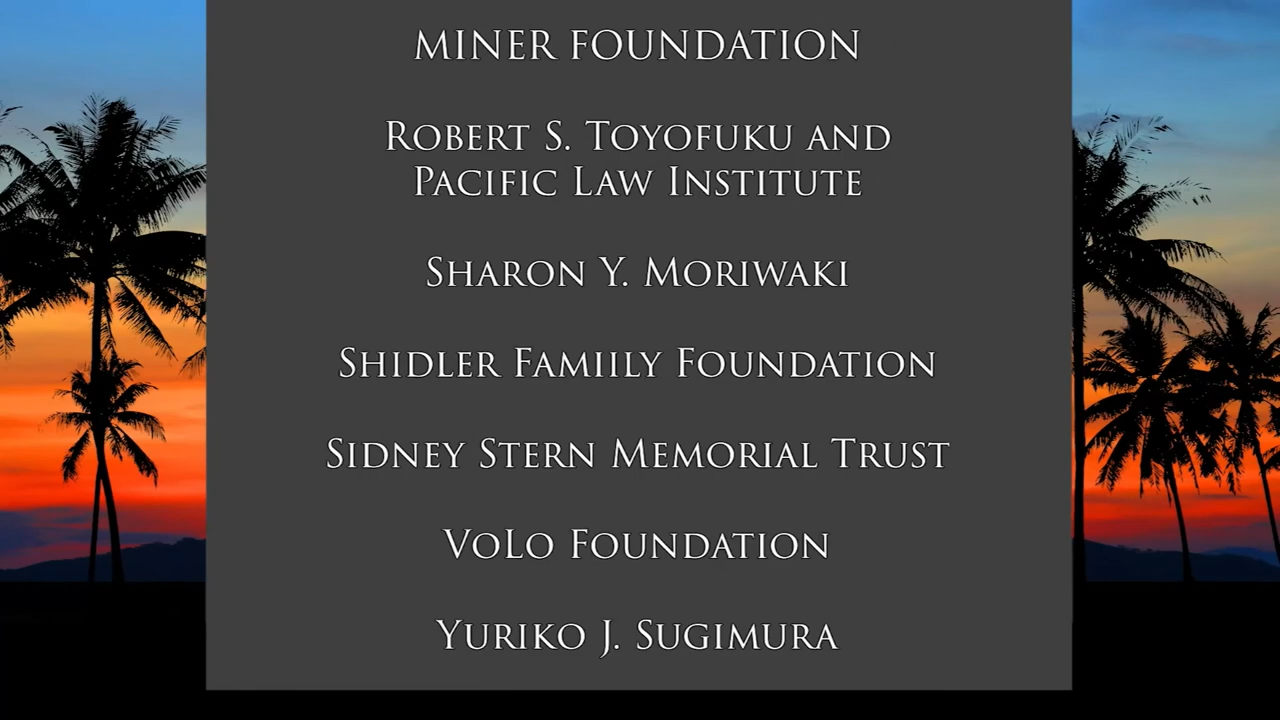 MINER FOUNDATION
ROBERT S. TOYOFUKU AND
PACIFIC LAW INSTITUTE
SHARON Y. MORIWAKI
SHIDLER FAMIILY FOUNDATION
SIDNEY STERN MEMORIAL TRUST
VOLO FOUNDATION
YURIKO J. SUGIMURA